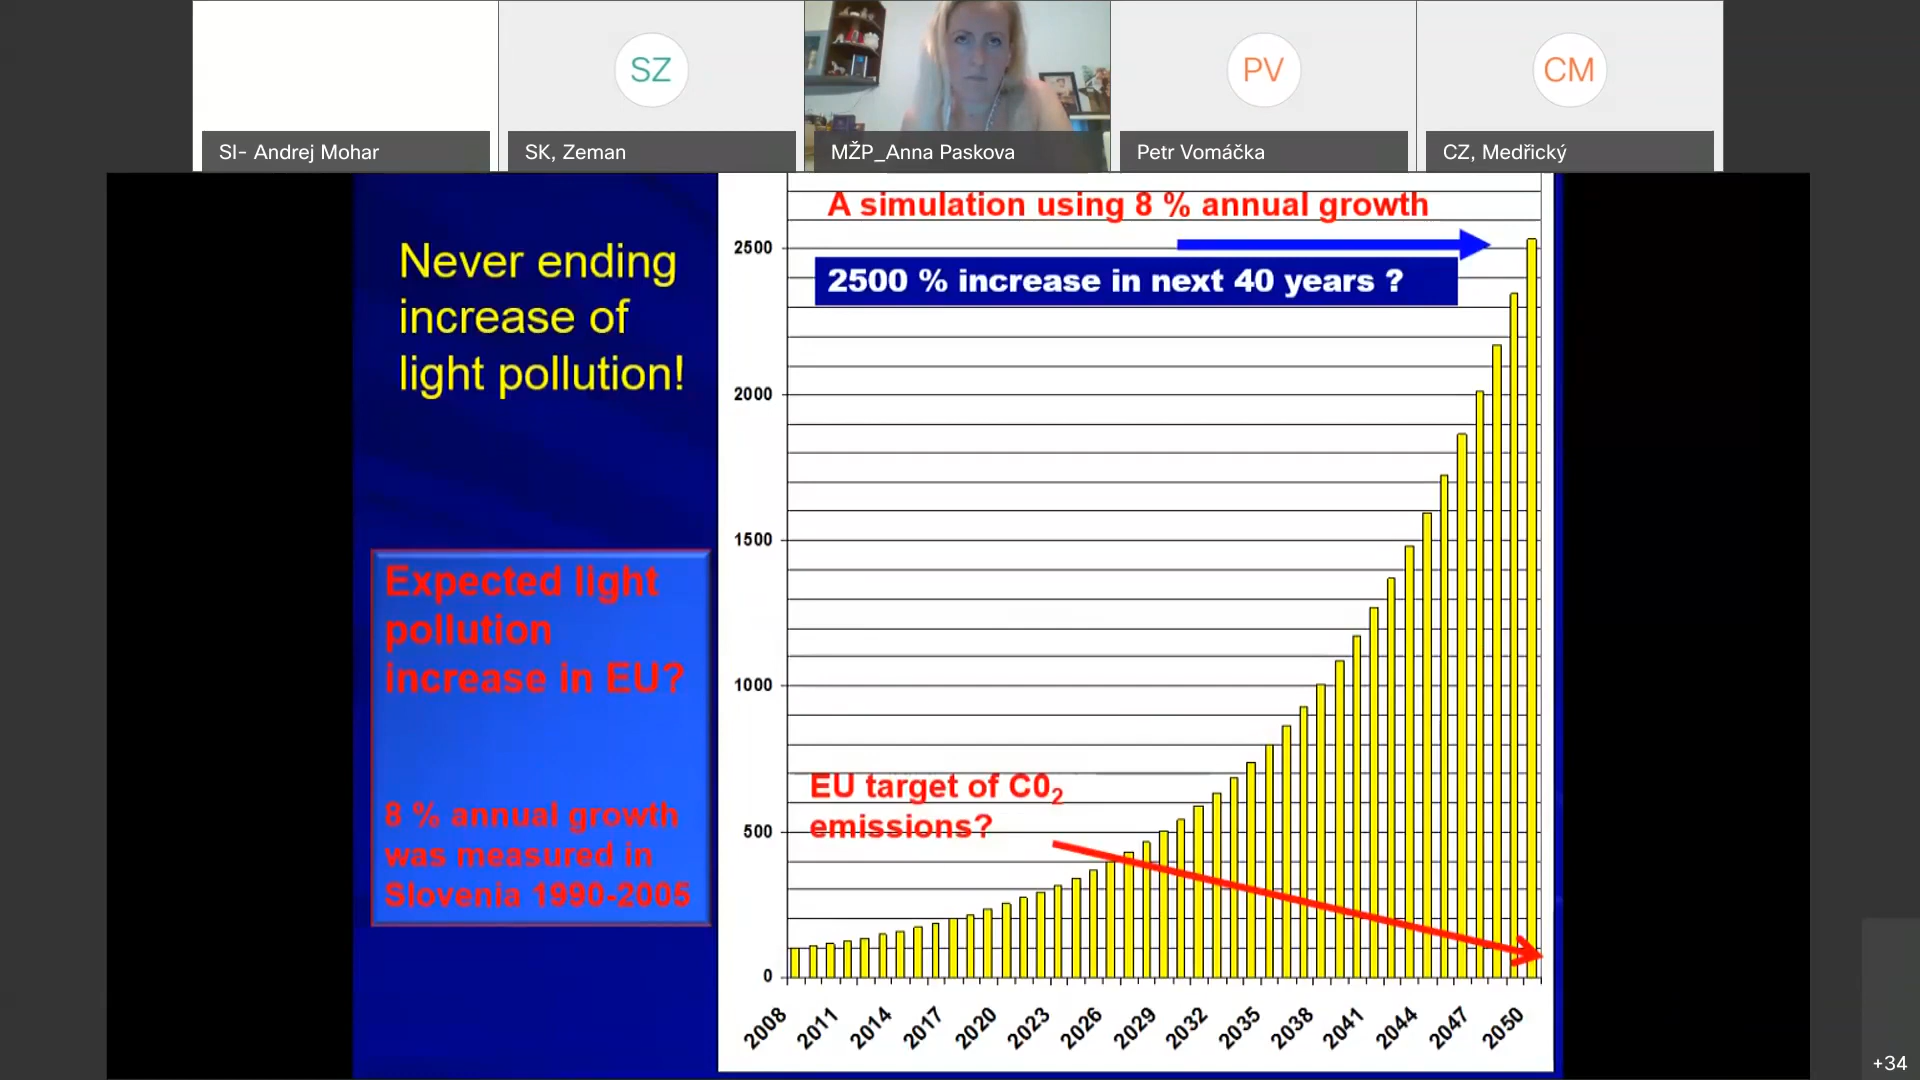 SZ
PV
CM
SI- Andrej Mohar
SK, Zeman
MŽP_Anna Paskova
Petr Vomáčka
CZ, Medřický
Never ending
increase of
light pollution!
Expected light
pollution
increase in EU?
8 % annual growth
was measured in
Slovenia 1990-2005
A simulation using 8 % annual growth
2500 % increase in next 40 years ?
EU target of C0₂
emissions?
2500
2000
1500
1000
500
0
2008
2011
2014
2017
2020
2023
2026
2029
2032
2035
2038
2041
2044
2047
2050
+34